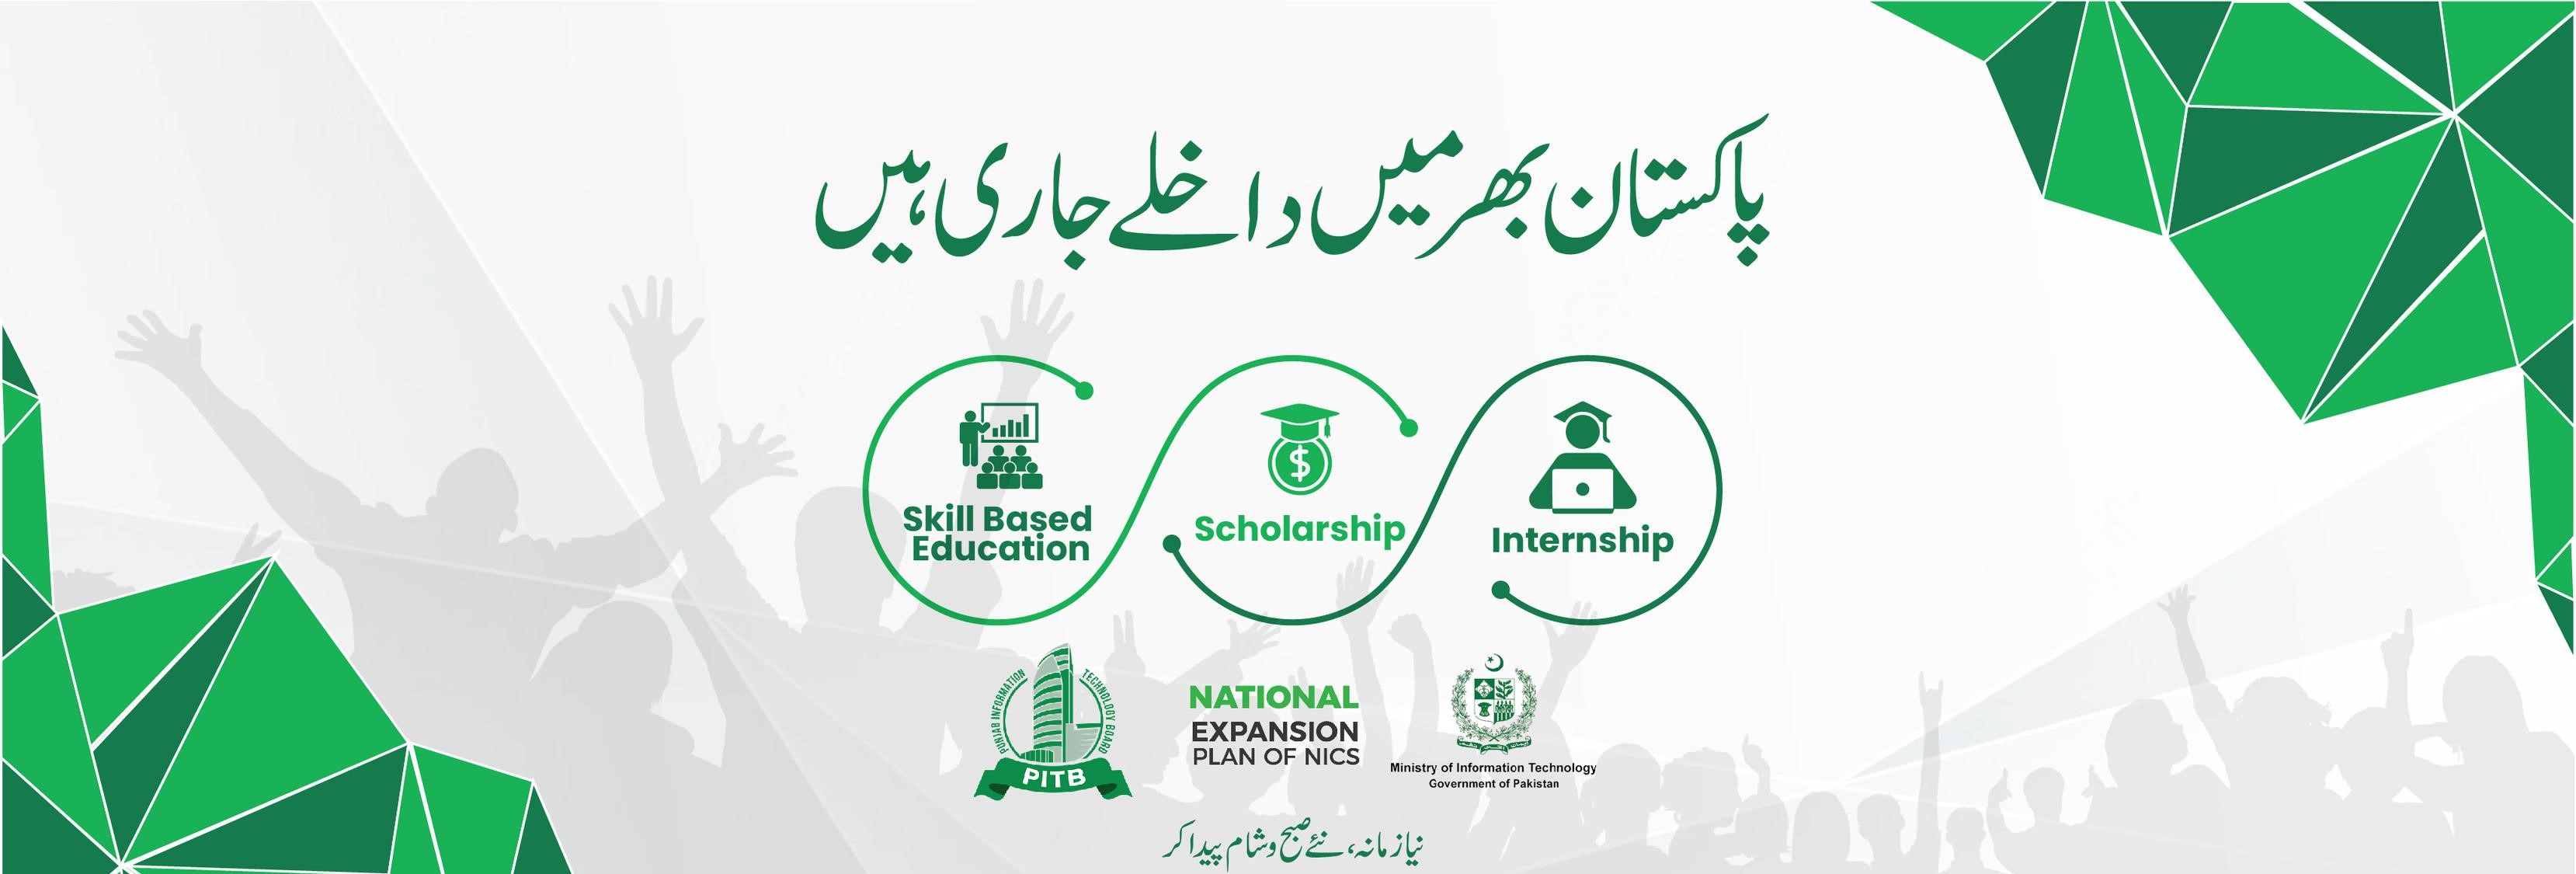 پاکستان بھر میں داخلے جاری ہیں
Skill Based
Education
Scholarship
Internship
PUNJAB INFORMATION TECHNOLOGY BOARD
PITB
NATIONAL
EXPANSION
PLAN OF NICS
Ministry of Information Technology
Government of Pakistan
نیا زمانہ، نئے صبح و شام پیدا کر